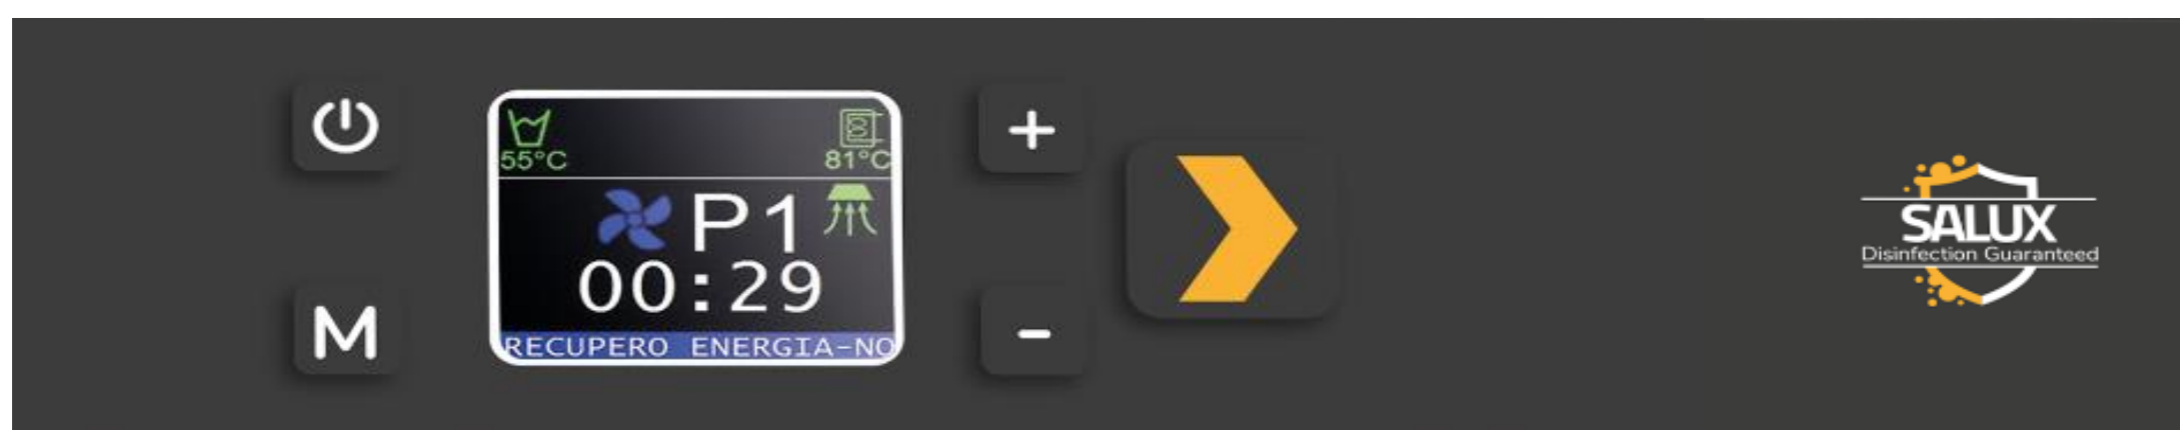 55°C
81°C
P1
00:29
RECUPERO ENERGIA-NO
M
+
-
SALUX
Disinfection Guaranteed